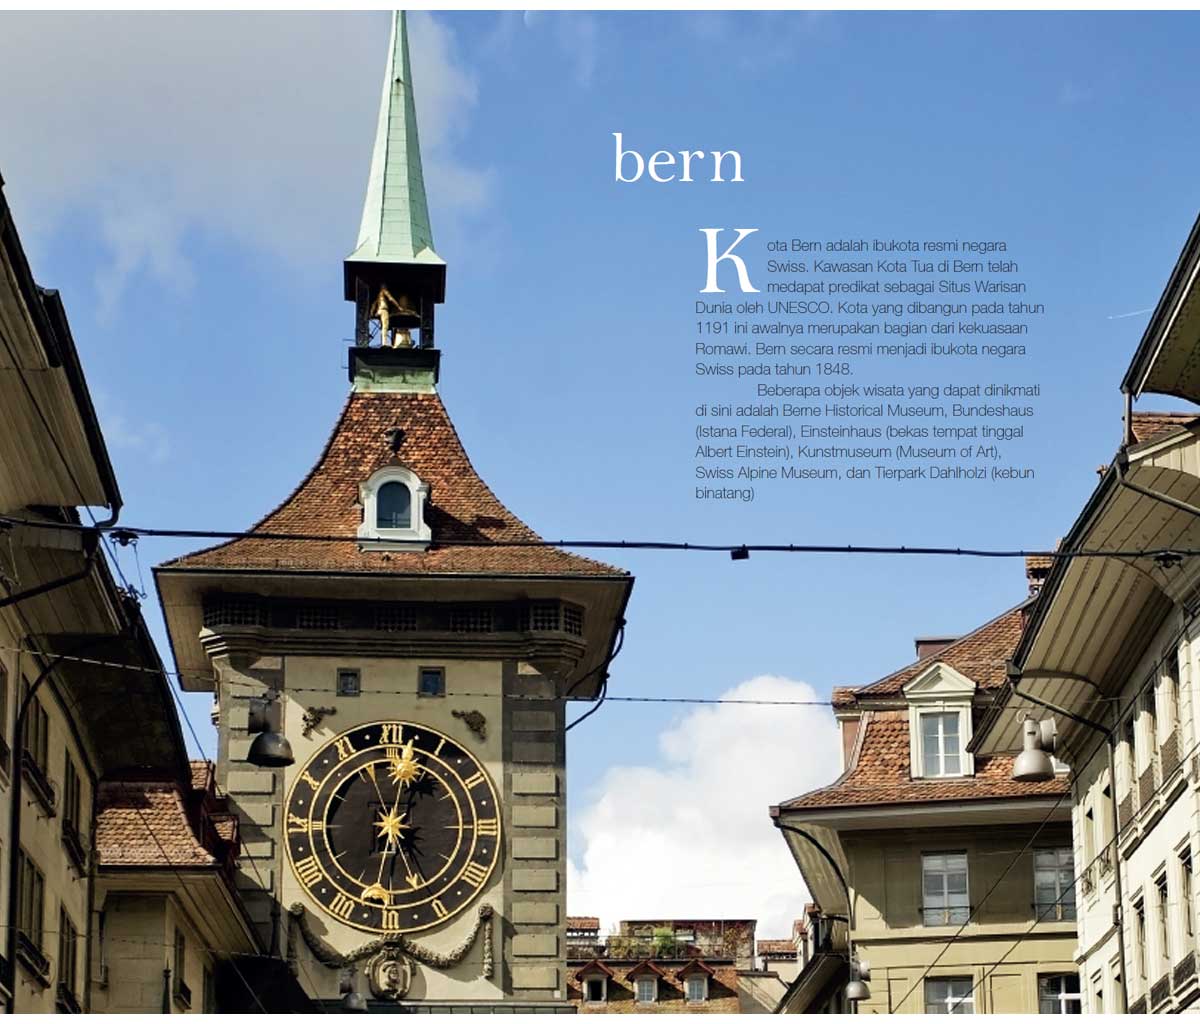 bern
Kota Bern adalah ibukota resmi negara
Swiss. Kawasan Kota Tua di Bern telah
medapat predikat sebagai Situs Warisan
Dunia oleh UNESCO. Kota yang dibangun pada tahun
1191 ini awalnya merupakan bagian dari kekuasaan
Romawi. Bern secara resmi menjadi ibukota negara
Swiss pada tahun 1848.
Beberapa objek wisata yang dapat dinikmati
di sini adalah Berne Historical Museum, Bundeshaus
(Istana Federal), Einsteinhaus (bekas tempat tinggal
Albert Einstein), Kunstmuseum (Museum of Art),
Swiss Alpine Museum, dan Tierpark Dahlholzi (kebun
binatang)